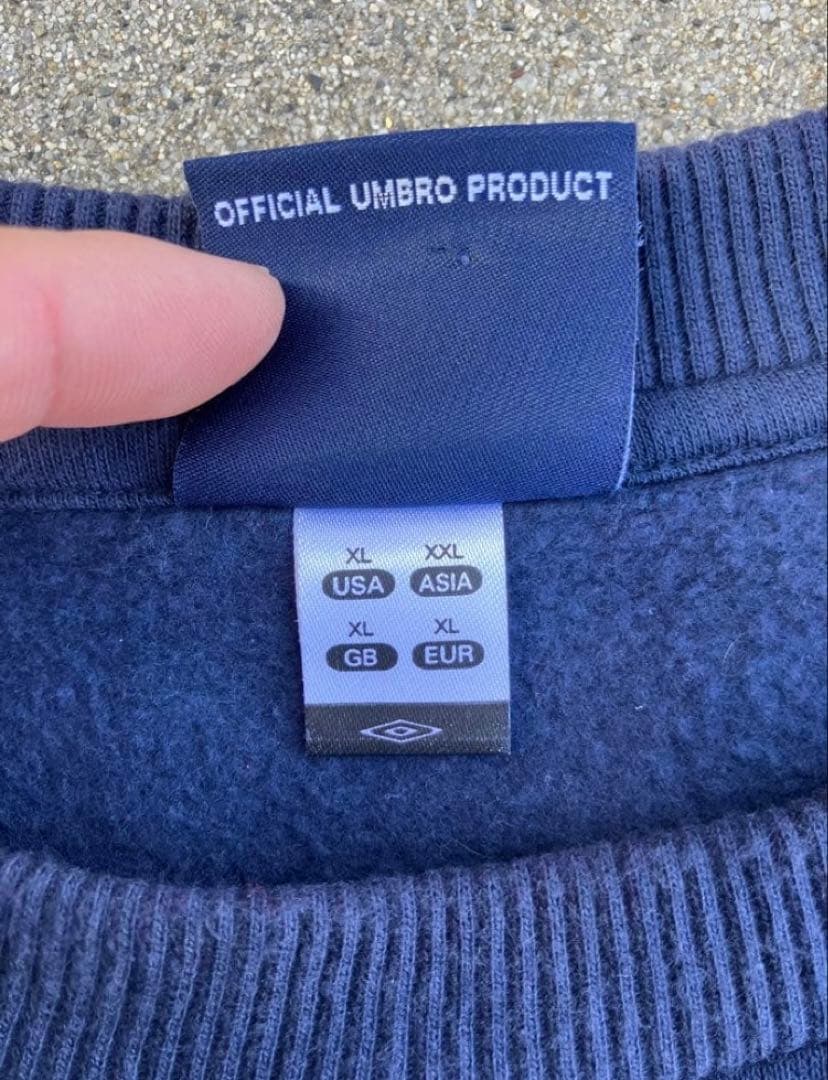 OFFICIAL UMBRO PRODUCT
XL XXL
USA ASIA
XL XL
GB EUR